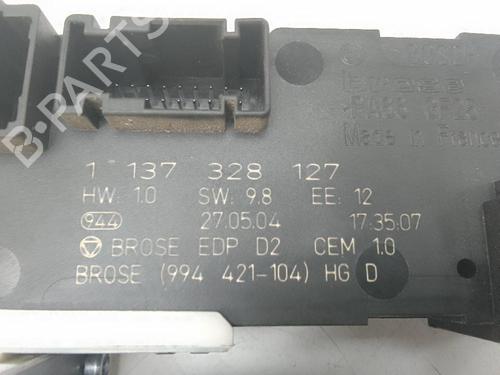 B-PARTS
BOSCH
brose
Made in France
1 137 328 127
HW: 1.0 SW: 9.8 EE: 12
944 27.05.04 17:35:07
BROSE EDP D2 CEM 1.0
BROSE (994 421-104) HG D